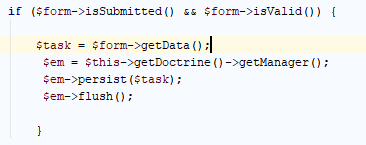 if ($form->isSubmitted() && $form->isValid()) {
$task = $form->getData();
$em = $this->getDoctrine()->getManager();
$em->persist($task);
$em->flush();
}